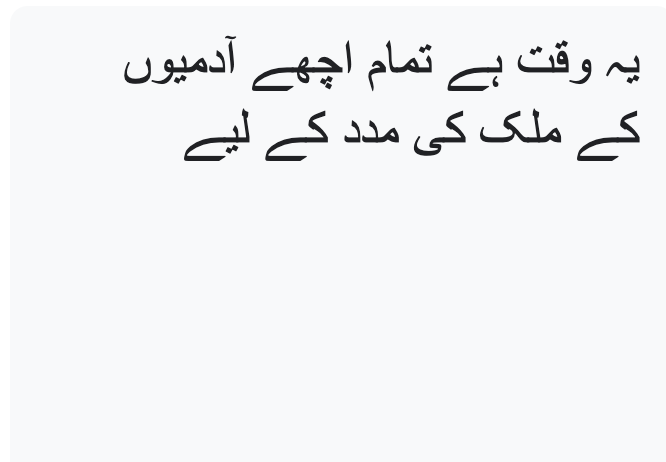 یہ وقت ہے تمام اچھے آدمیوں
کے ملک کی مدد کے لیے